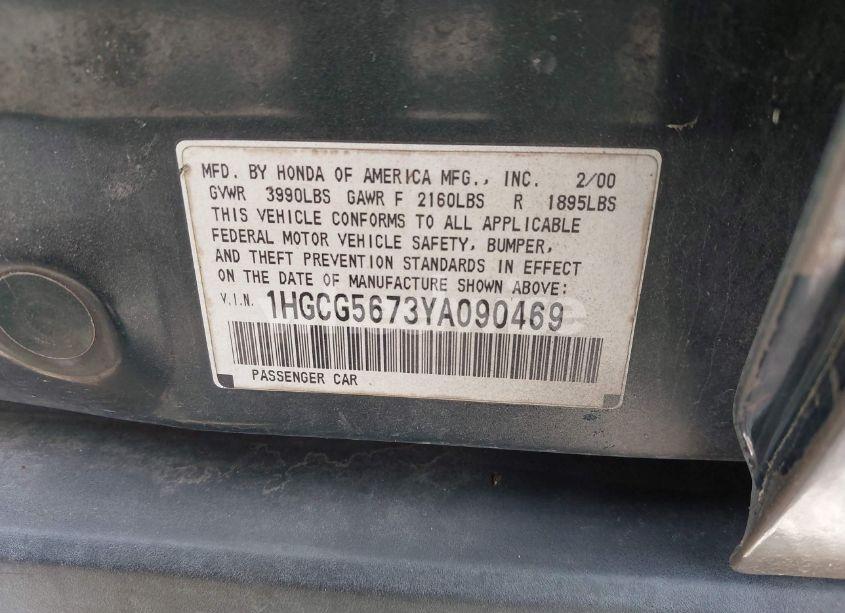 MFD. BY HONDA OF AMERICA MFG., INC. 2/00
GVWR 3990LBS GAWR F 2160LBS R 1895LBS
THIS VEHICLE CONFORMS TO ALL APPLICABLE
FEDERAL MOTOR VEHICLE SAFETY, BUMPER,
AND THEFT PREVENTION STANDARDS IN EFFECT
ON THE DATE OF MANUFACTURE SHOWN ABOVE:
V.I.N. 1HGCG5673YA090469
PASSENGER CAR